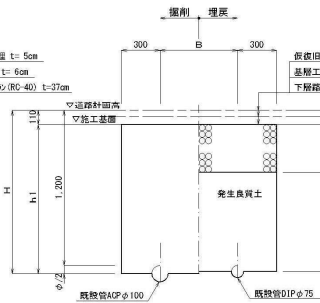 掘削 埋戻
300 B 300
t= 5cm
t= 6cm
(RC-40) t=37cm
仮復旧
基層工
下層路
▽道路計画高
▽施工基面
110
H
h1
1,200
φ/2
発生良質土
既設管ACPφ100
既設管DIPφ75